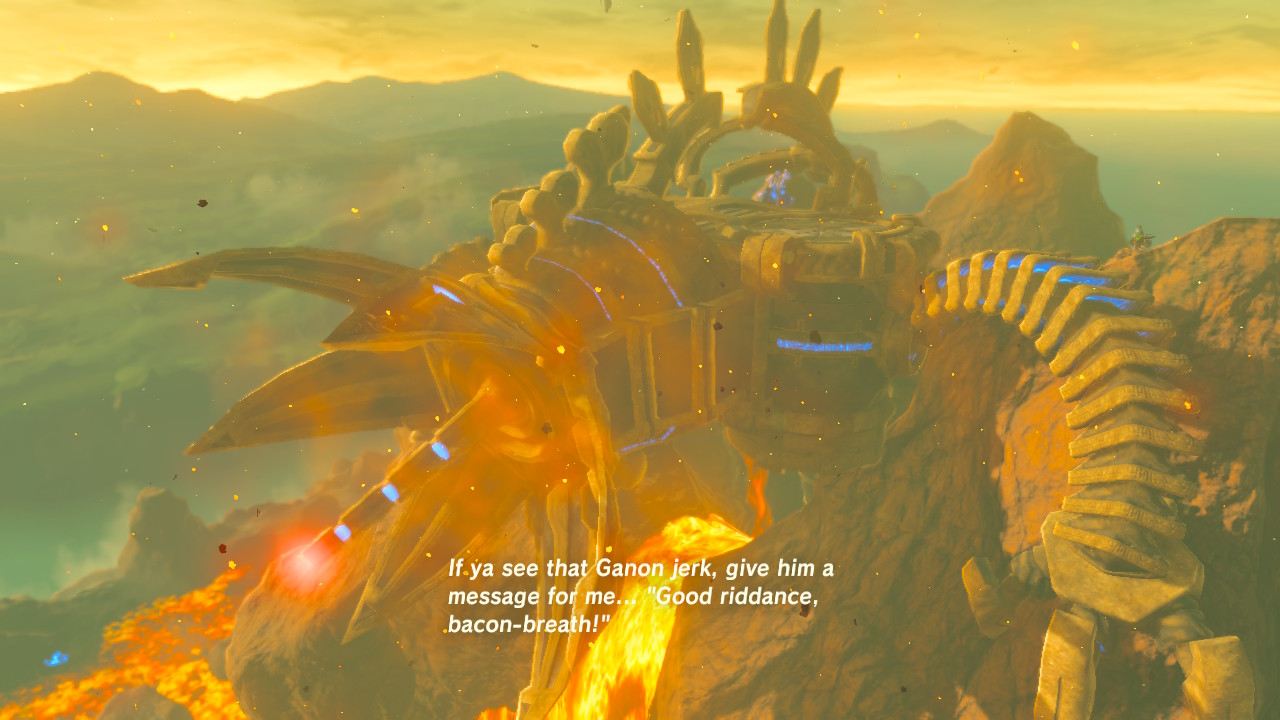 If ya see that Ganon jerk, give him a
message for me... "Good riddance,
bacon-breath!"